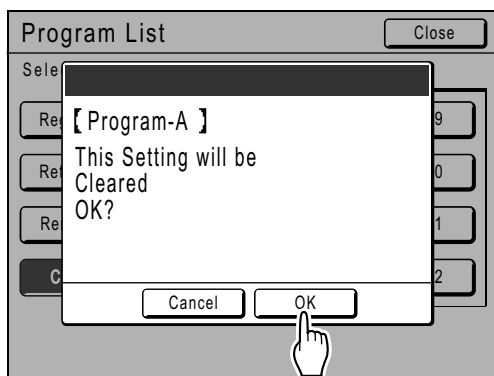 Program List
Close
Sele
【Program-A】
This Setting will be
Cleared
OK?
Cancel
OK
Re
Re
Re
C
9
0
1
2